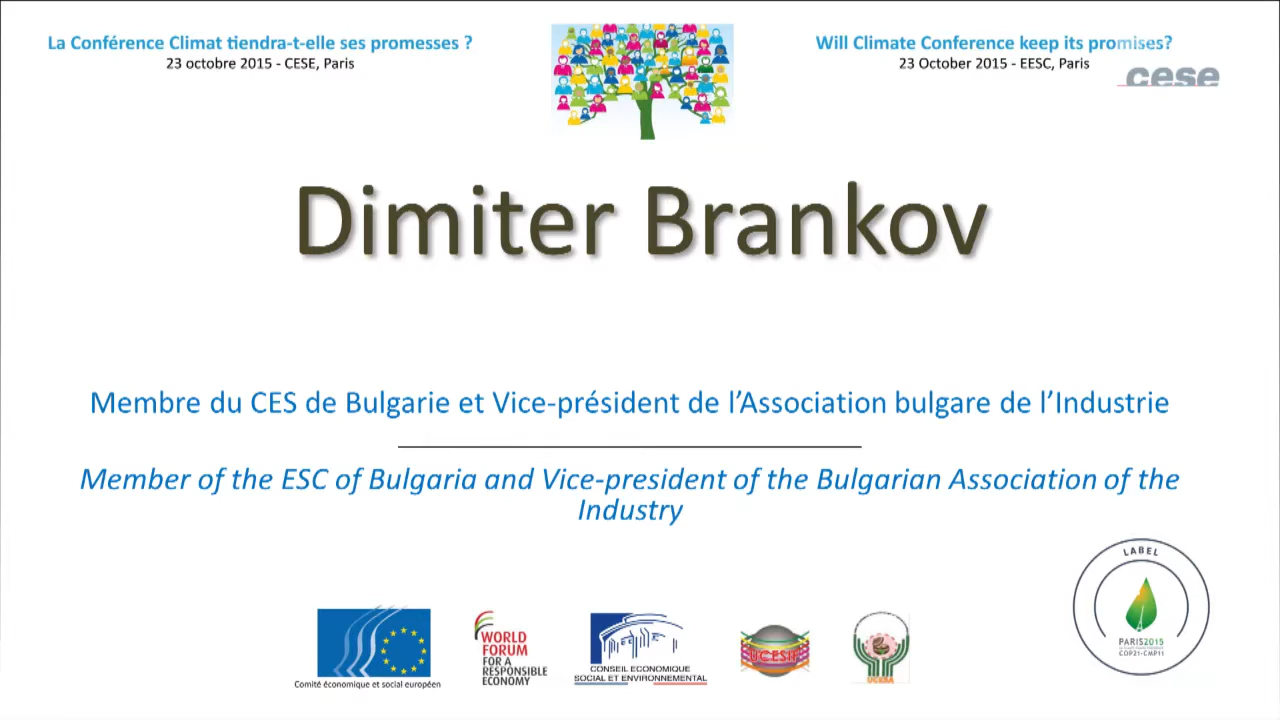 La Conférence Climat tiendra-t-elle ses promesses ?
23 octobre 2015 - CESE, Paris
Will Climate Conference keep its promises?
23 October 2015 - EESC, Paris
cese
Dimiter Brankov
Membre du CES de Bulgarie et Vice-président de l’Association bulgare de l’Industrie
Member of the ESC of Bulgaria and Vice-president of the Bulgarian Association of the
Industry
LABEL
PARIS2015
COP21·CMP11
Comité économique et social européen
WORLD
FORUM
FOR A
RESPONSIBLE
ECONOMY
CONSEIL ECONOMIQUE
SOCIAL ET ENVIRONNEMENTAL
UCESIF